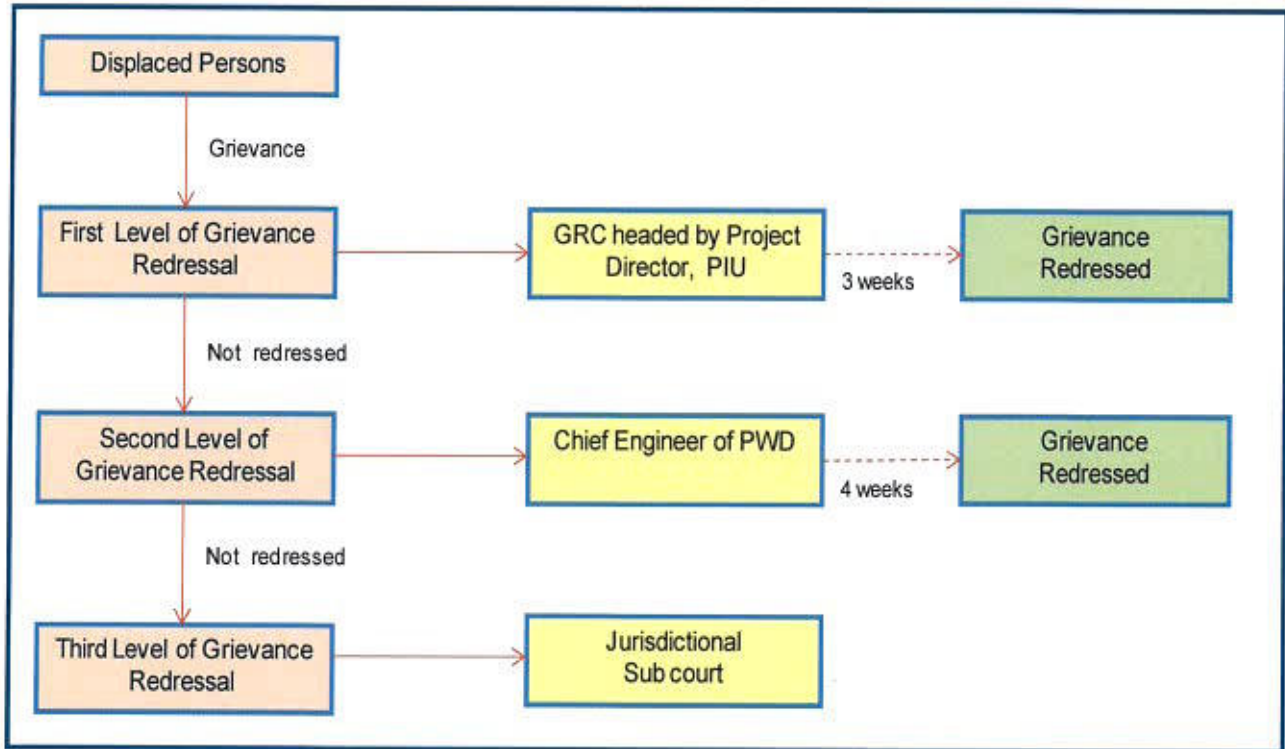 Displaced Persons
Grievance
First Level of Grievance
Redressal
GRC headed by Project
Director, PIU
3 weeks
Grievance
Redressed
Not redressed
Second Level of
Grievance Redressal
Chief Engineer of PWD
4 weeks
Grievance
Redressed
Not redressed
Third Level of Grievance
Redressal
Jurisdictional
Sub court